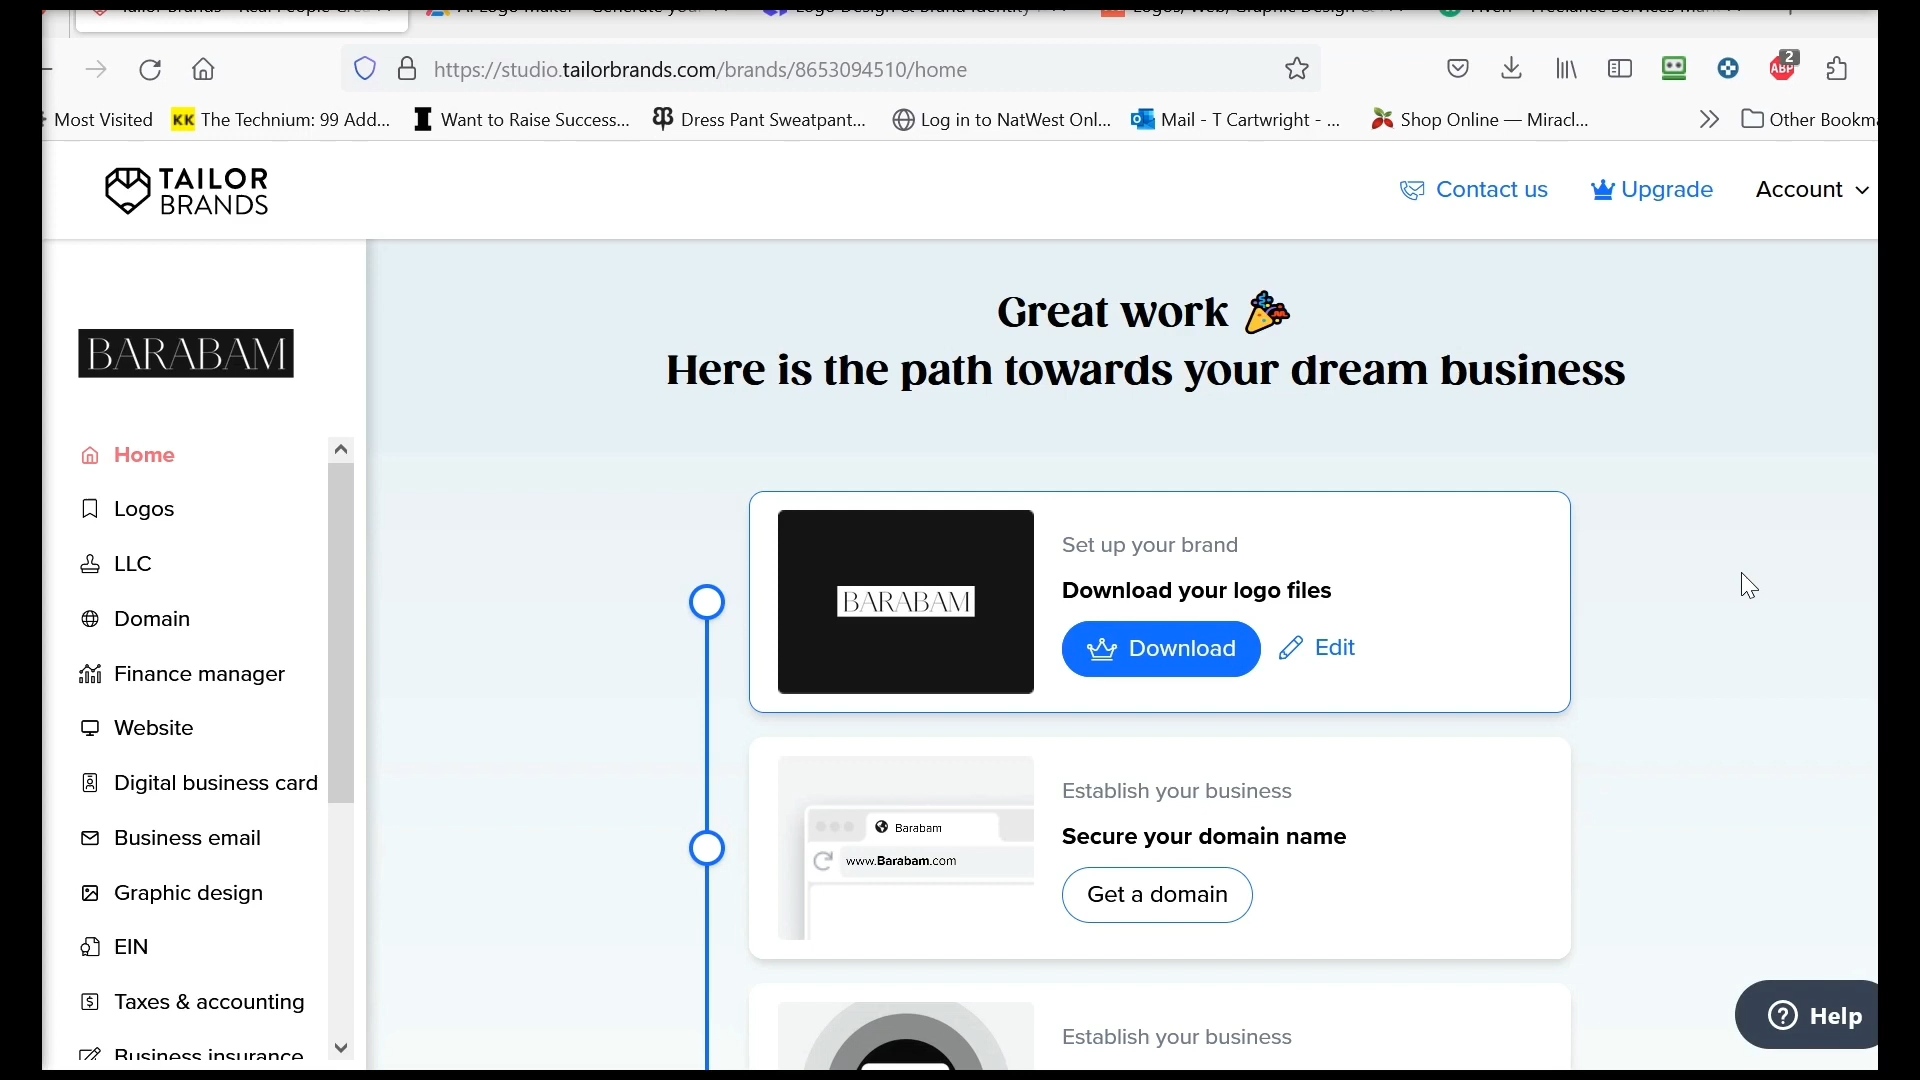 https://studio.tailorbrands.com/brands/8653094510/home
2
ABP
Most Visited
KK The Technium: 99 Add...
Want to Raise Success...
Dress Pant Sweatpant...
Log in to NatWest Onl...
Mail - T Cartwright - ...
Shop Online — Miracl...
Other Bookma
TAILOR
BRANDS
Contact us
Upgrade
Account
Great work
Here is the path towards your dream business
BARABAM
Home
Logos
LLC
Domain
Finance manager
Website
Digital business card
Business email
Graphic design
EIN
Taxes & accounting
Business insurance
BARABAM
Set up your brand
Download your logo files
Download
Edit
Barabam
www.Barabam.com
Establish your business
Secure your domain name
Get a domain
Establish your business
Help